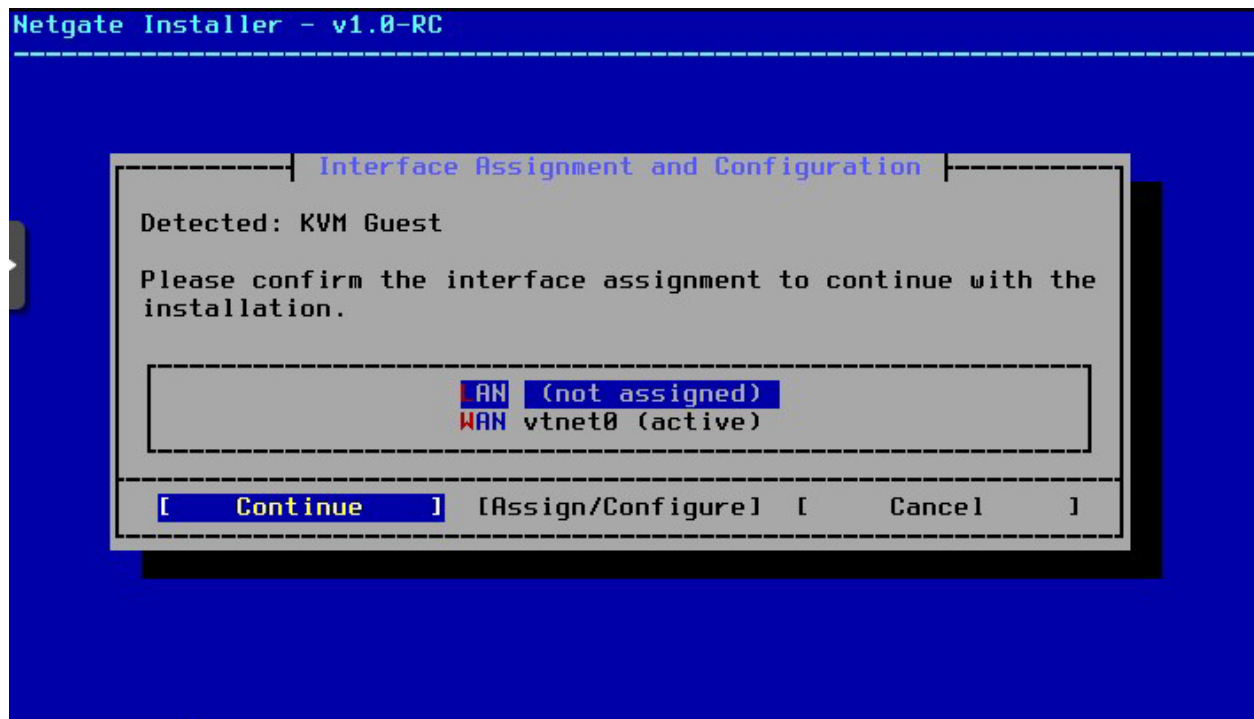 Netgate Installer - v1.0-RC
Interface Assignment and Configuration
Detected: KVM Guest
Please confirm the interface assignment to continue with the
installation.
LAN (not assigned)
WAN vtnet0 (active)
[ Continue ] [Assign/Configure] [ Cancel ]